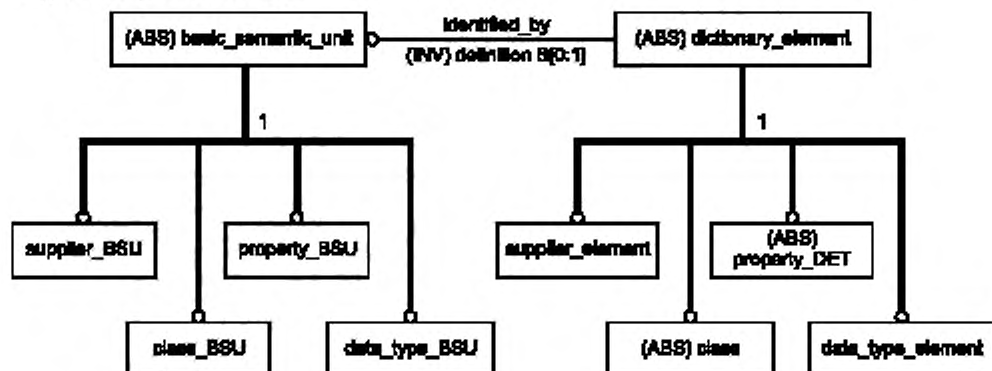 identified_by
(ABS) basic_semantic_unit
(ABS) dictionary_element
(INV) definition S[0:1]
1
1
supplier_BSU
property_BSU
supplier_element
(ABS)
property_DET
class_BSU
data_type_BSU
(ABS) class
data_type_element